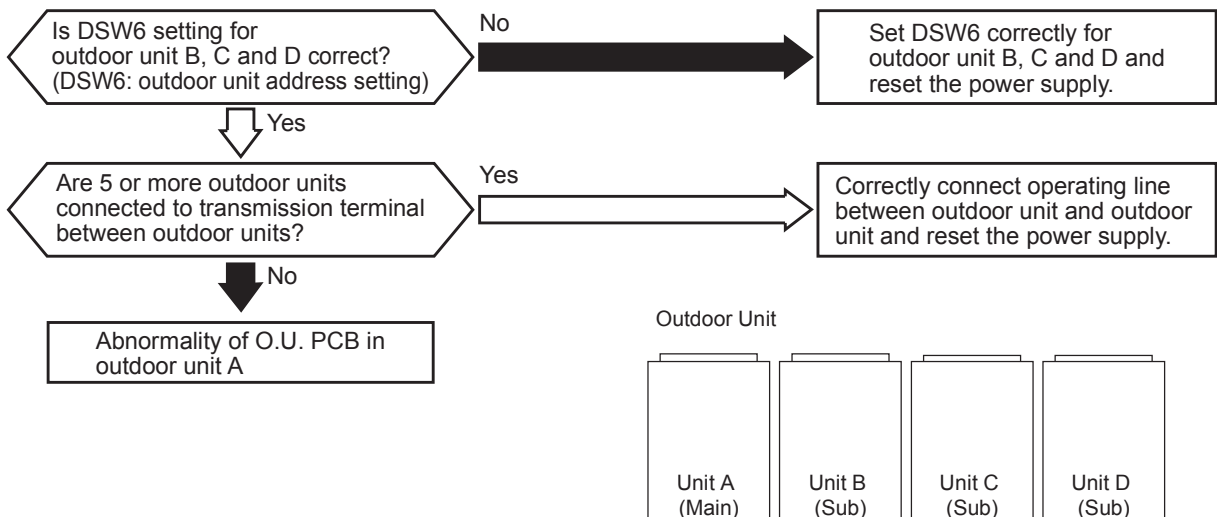 Is DSW6 setting for
outdoor unit B, C and D correct?
(DSW6: outdoor unit address setting)
No
Set DSW6 correctly for
outdoor unit B, C and D and
reset the power supply.
Yes
Are 5 or more outdoor units
connected to transmission terminal
between outdoor units?
Yes
Correctly connect operating line
between outdoor unit and outdoor
unit and reset the power supply.
No
Abnormality of O.U. PCB in
outdoor unit A
Outdoor Unit
Unit A
(Main)
Unit B
(Sub)
Unit C
(Sub)
Unit D
(Sub)